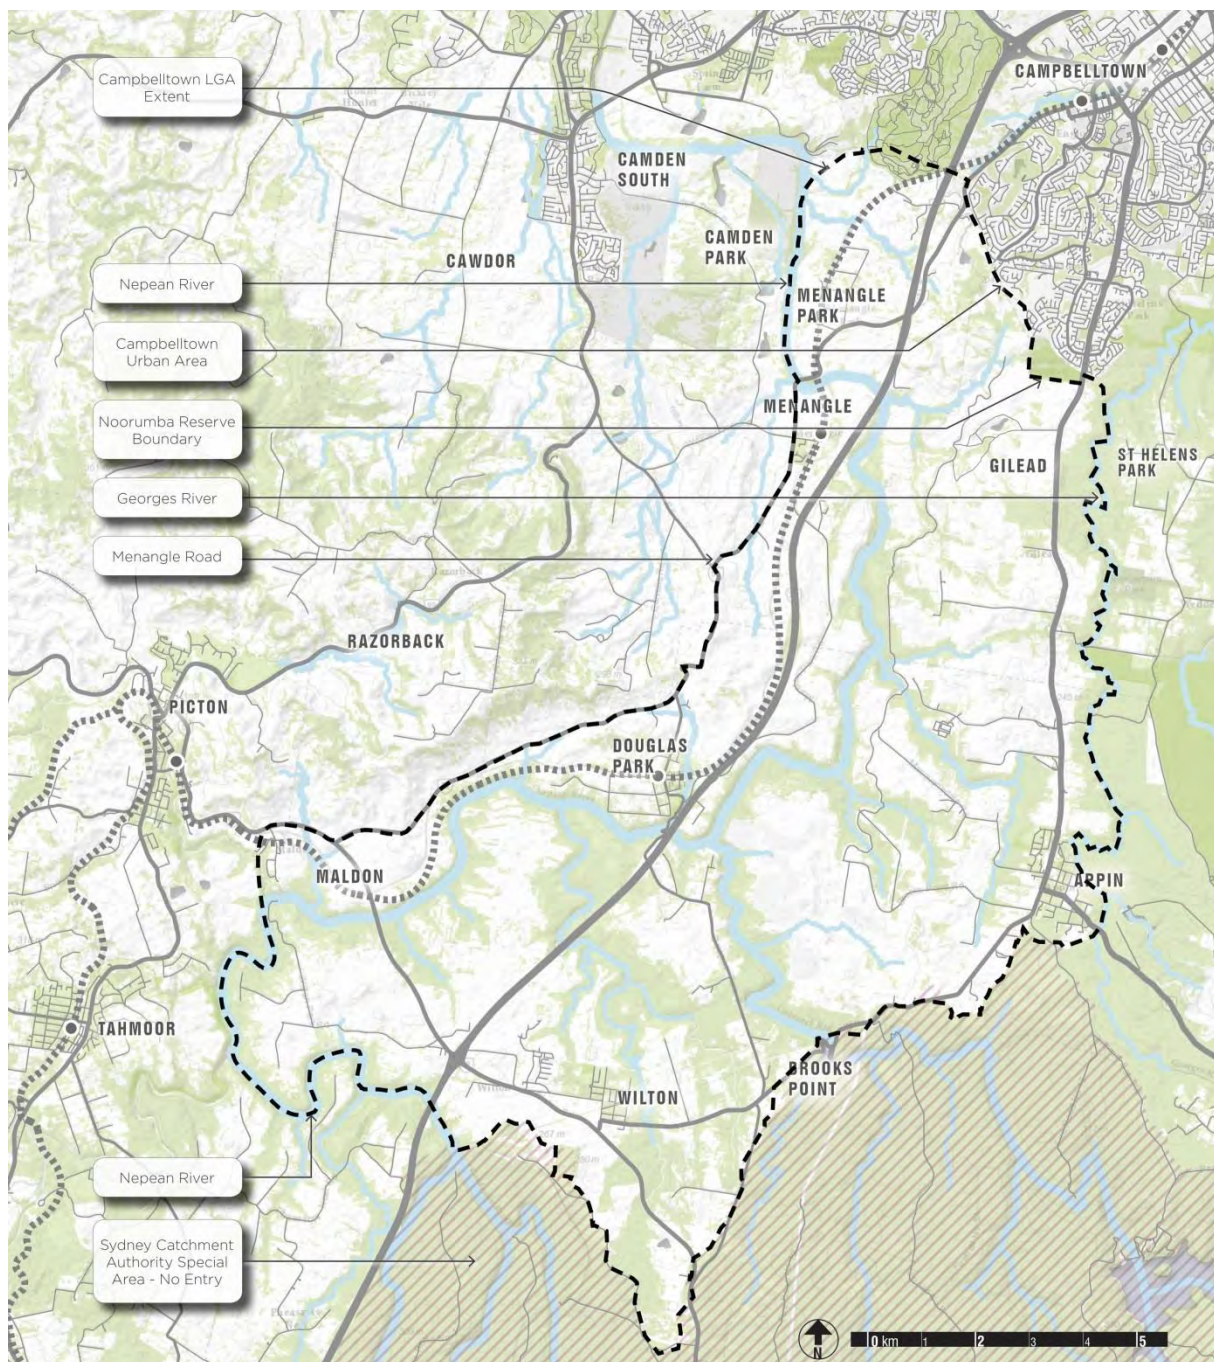 Campbelltown LGA
Extent
CAMPBELLTOWN
CAMDEN
SOUTH
CAMDEN
PARK
CAWDOR
Nepean River
MENANGLE
PARK
Campbelltown
Urban Area
Noorumba Reserve
Boundary
MENANGLE
GILEAD
ST HELENS
PARK
Georges River
Menangle Road
RAZORBACK
PICTON
DOUGLAS
PARK
MALDON
APPIN
TAHMOOR
BROOKS
POINT
WILTON
Nepean River
Sydney Catchment
Authority Special
Area - No Entry
N
0 km 1 2 3 4 5